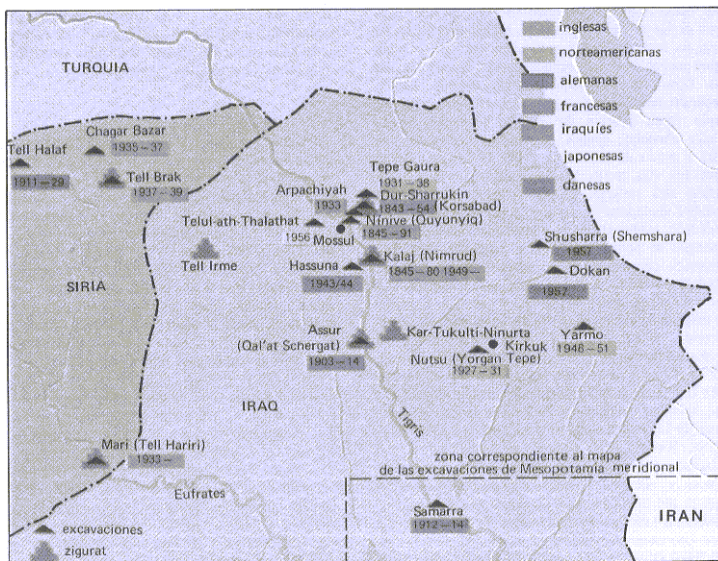 inglesas
norteamericanas
alemanas
francesas
iraquíes
japonesas
danesas
TURQUIA
Chagar Bazar
1935–37
Tell Halaf
1911–29
Tell Brak
1937–39
Tepe Gaura
1931–38
Arpachiyah
1933
Dur-Sharrukin
1843–54 (Korsabad)
Telul-ath-Thalathat
1956
Nínive (Quyunyiq)
1845–91
Mossul
Tell Irme
Kalaj (Nimrud)
1845–80 1949–
Hassuna
1943/44
Shusharra (Shemshara)
1957
Dokan
1957
SIRIA
Assur
(Qal'at Schergat)
1903–14
Kar-Tukulti-Ninurta
Kirkuk
Nutsu (Yorgan Tepe)
1927–31
Yarmo
1948–51
IRAQ
Tigris
Mari (Tell Hariri)
1933–
zona correspondiente al mapa
de las excavaciones de Mesopotamia meridional
Eufrates
Samarra
1912–14
IRAN
excavaciones
zigurat